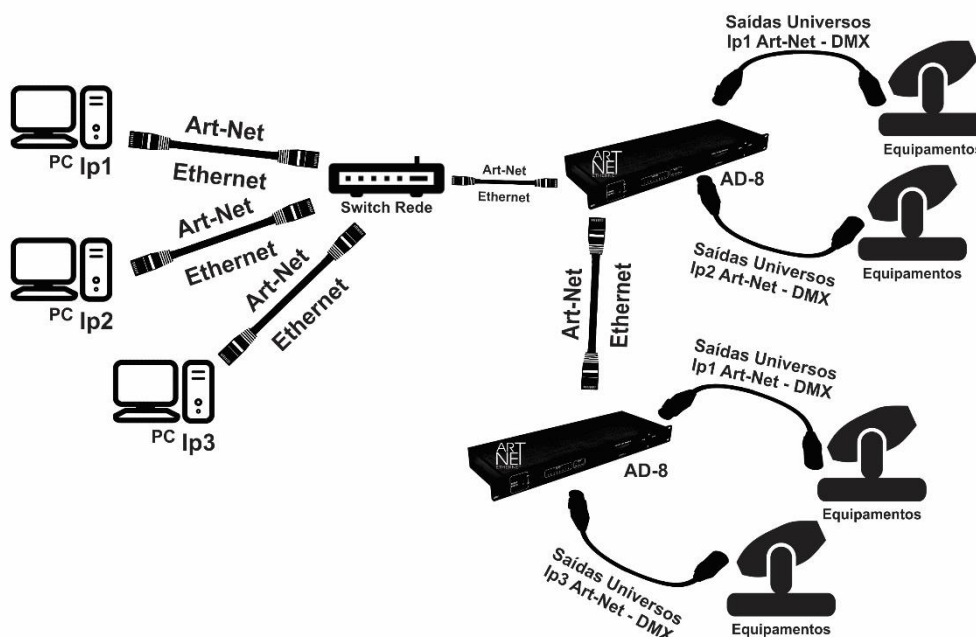 Saídas Universos
Ip1 Art-Net - DMX
Equipamentos
Art-Net
Ethernet
PC Ip1
Switch Rede
Art-Net
Ethernet
ART
NET
AD-8
Art-Net
Ethernet
PC Ip2
Saídas Universos
Ip2 Art-Net - DMX
Equipamentos
Art-Net
Ethernet
PC Ip3
Art-Net
Ethernet
Saídas Universos
Ip1 Art-Net - DMX
Equipamentos
ART
NET
AD-8
Saídas Universos
Ip3 Art-Net - DMX
Equipamentos